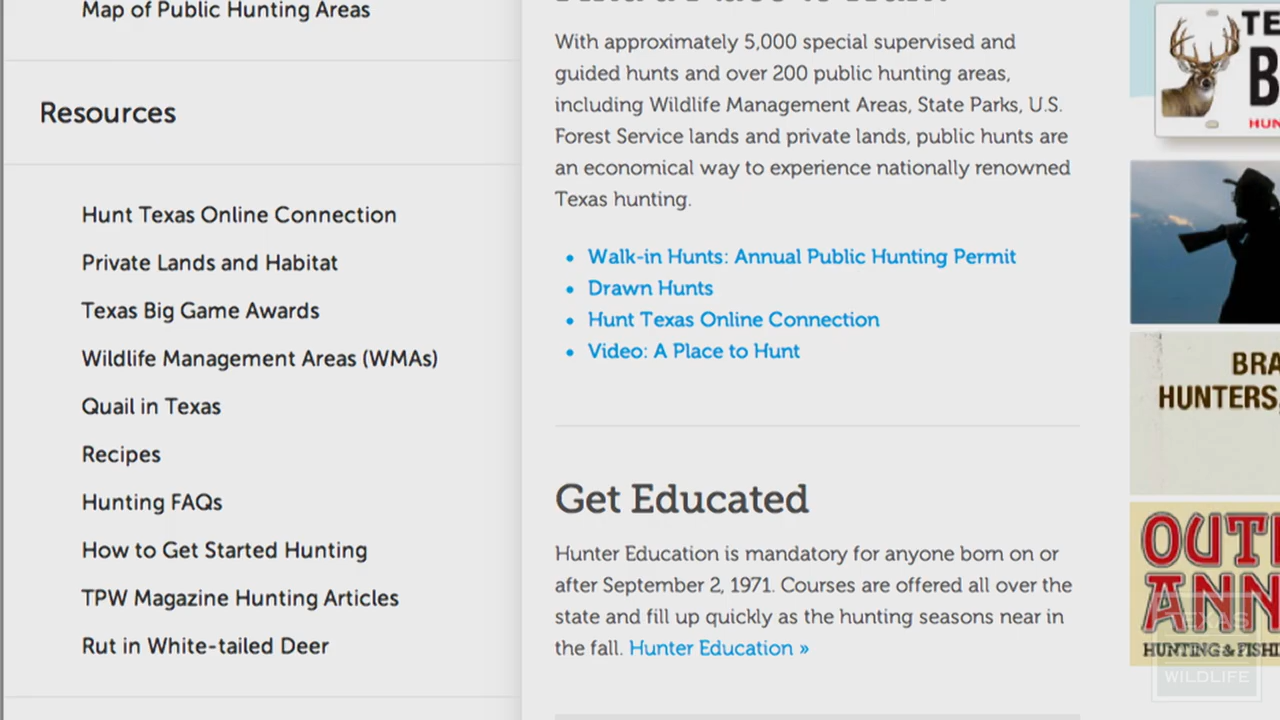 Map of Public Hunting Areas
Resources
Hunt Texas Online Connection
Private Lands and Habitat
Texas Big Game Awards
Wildlife Management Areas (WMAs)
Quail in Texas
Recipes
Hunting FAQs
How to Get Started Hunting
TPW Magazine Hunting Articles
Rut in White-tailed Deer
With approximately 5,000 special supervised and
guided hunts and over 200 public hunting areas,
including Wildlife Management Areas, State Parks, U.S.
Forest Service lands and private lands, public hunts are
an economical way to experience nationally renowned
Texas hunting.
• Walk-in Hunts: Annual Public Hunting Permit
• Drawn Hunts
• Hunt Texas Online Connection
• Video: A Place to Hunt
Get Educated
Hunter Education is mandatory for anyone born on or
after September 2, 1971. Courses are offered all over the
state and fill up quickly as the hunting seasons near in
the fall. Hunter Education »
TE
B
HUN
BRA
HUNTERS,
OUT
ANN
HUNTING & FISHI
TEXAS
WILDLIFE